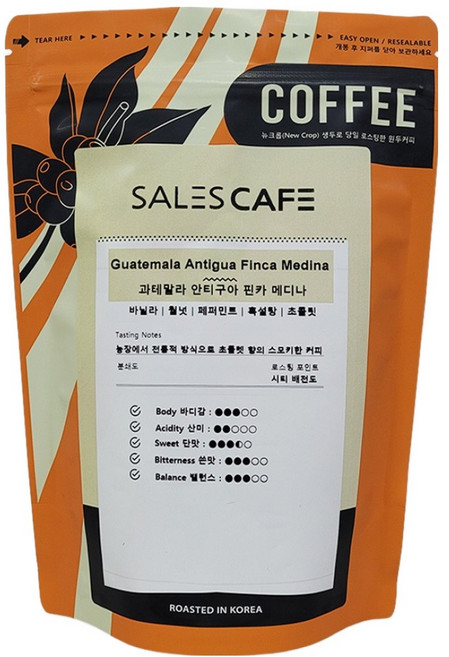 TEAR HERE
EASY OPEN / RESEALABLE
개봉 후 지퍼를 닫아 보관하세요
COFFEE
뉴크롭(New Crop) 생두로 당일 로스팅한 원두커피
SALES CAFE
Guatemala Antigua Finca Medina
과테말라 안티구아 핀카 메디나
바닐라 | 월넛 | 페퍼민트 | 흑설탕 | 초콜릿
Tasting Notes
농장에서 전통적 방식으로 초콜렛 향의 스모키한 커피
분쇄도 로스팅 포인트
시티 배전도
Body 바디감 : ●●●○○
Acidity 산미 : ●●○○○
Sweet 단맛 : ●●●◐○
Bitterness 쓴맛 : ●●●○○
Balance 밸런스 : ●●●○○
ROASTED IN KOREA